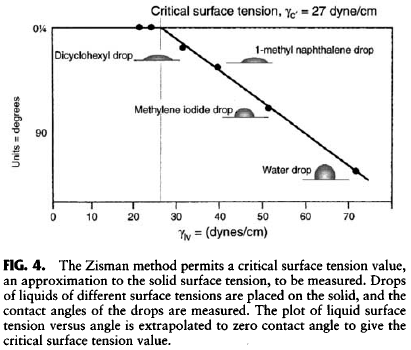 Critical surface tension, γc' = 27 dyne/cm
0¼
Dicyclohexyl drop
1-methyl naphthalene drop
Methylene iodide drop
90
Water drop
Units = degrees
0 10 20 30 40 50 60 70 80
γlv = (dynes/cm)
FIG. 4. The Zisman method permits a critical surface tension value,
an approximation to the solid surface tension, to be measured. Drops
of liquids of different surface tensions are placed on the solid, and the
contact angles of the drops are measured. The plot of liquid surface
tension versus angle is extrapolated to zero contact angle to give the
critical surface tension value.